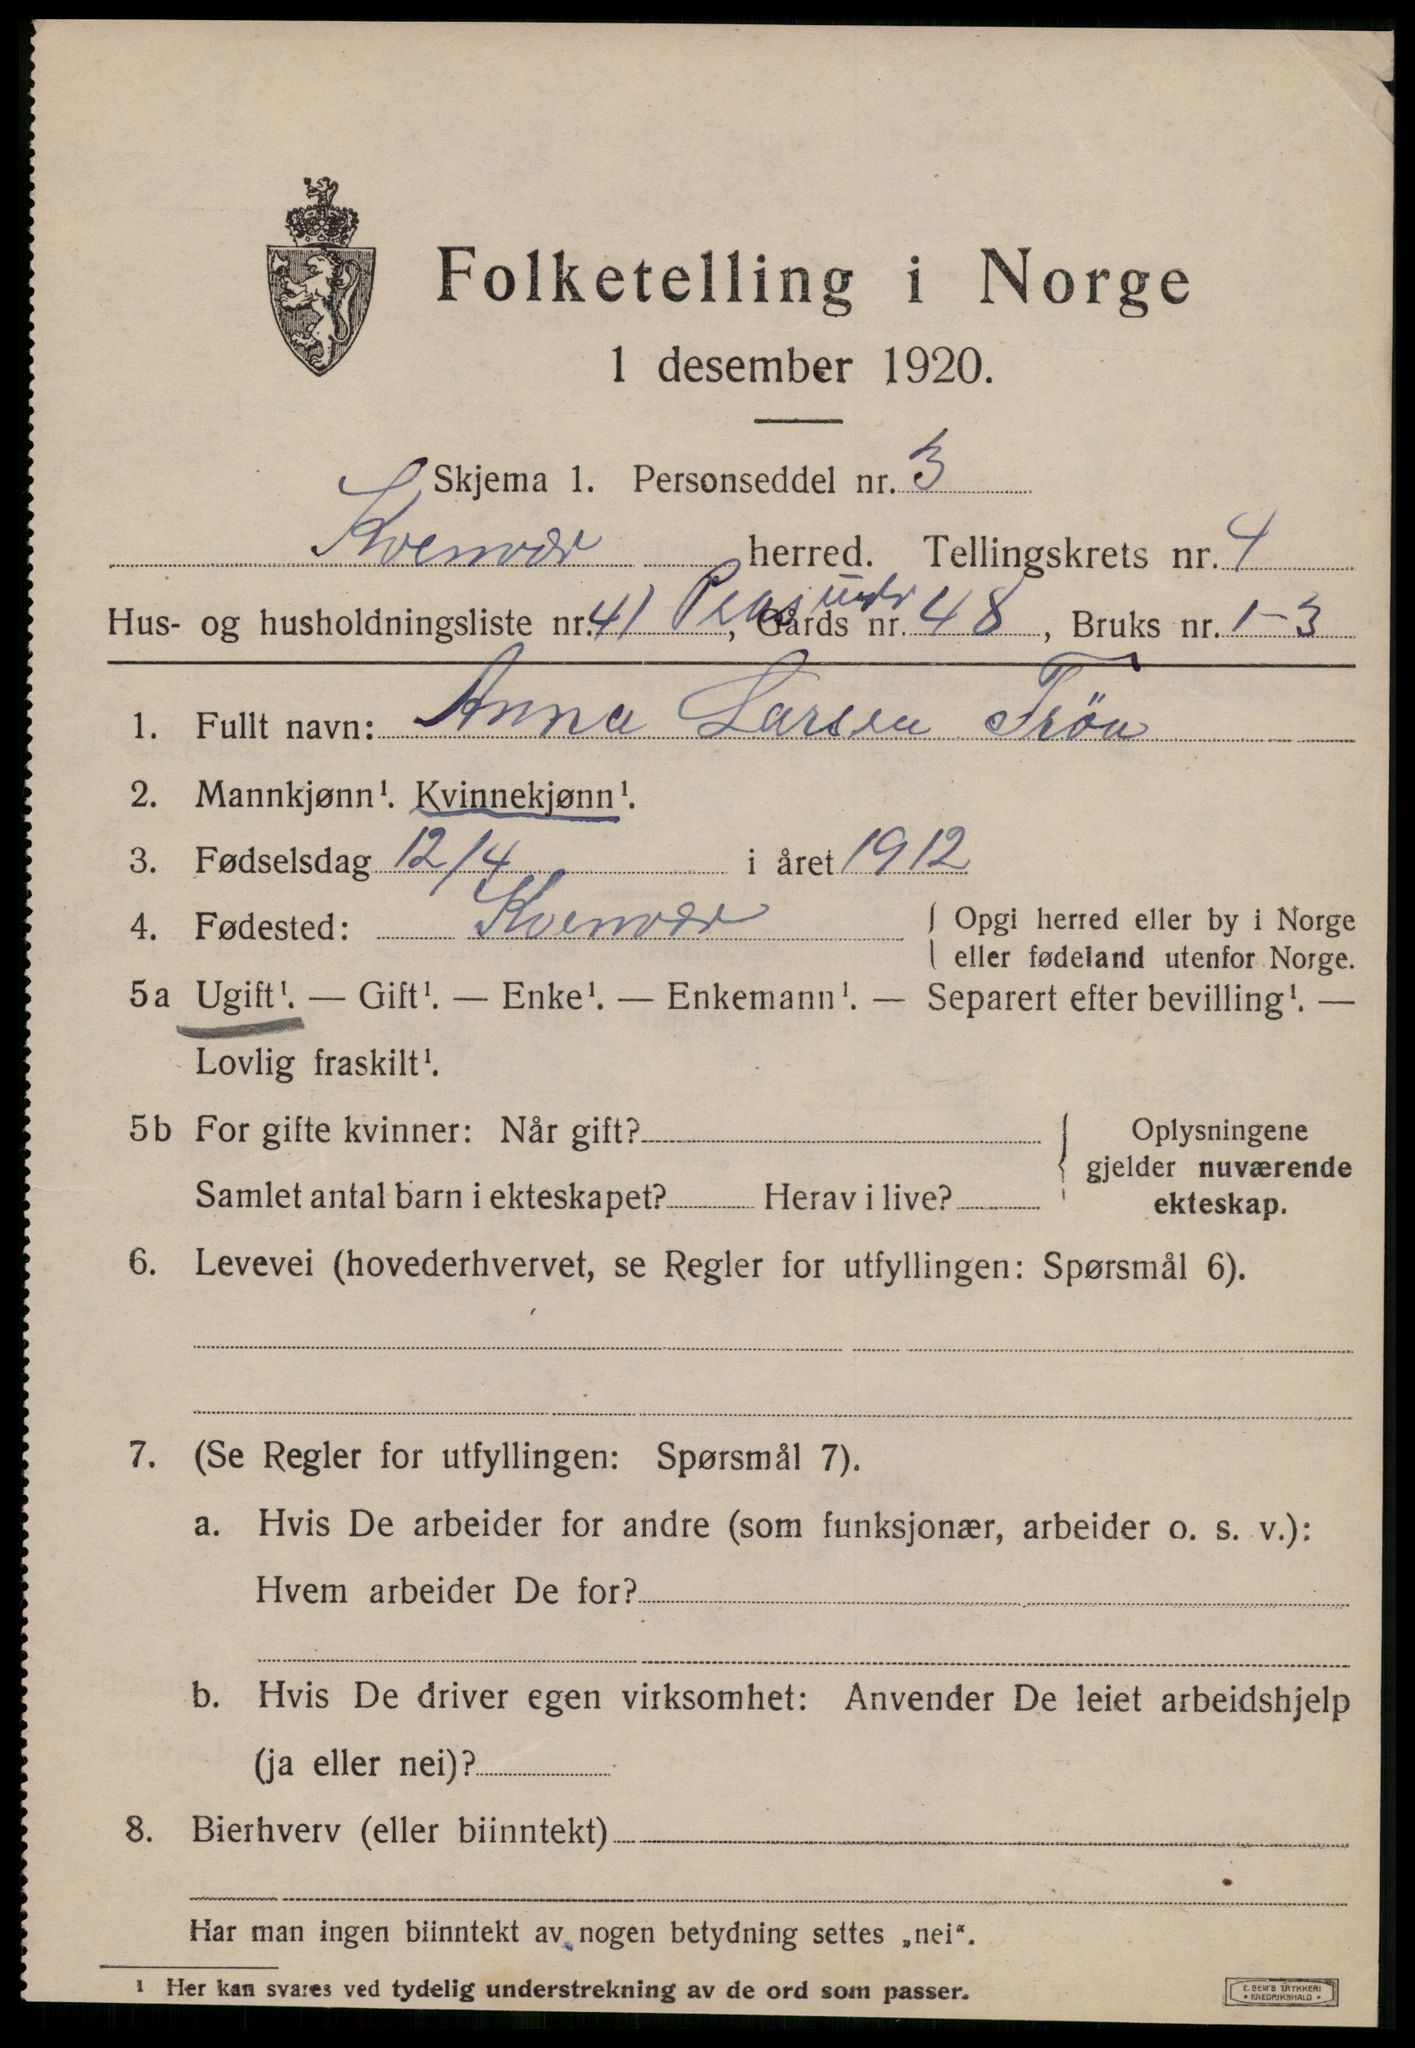 Folketelling i Norge
1 desember 1920.
Skjema 1. Personseddel nr. 3
Kvenvær herred. Tellingskrets nr. 4
Hus- og husholdningsliste nr. 41, Gårds nr. 48, Bruks nr. 1-3
1. Fullt navn: Anna Larsen Trøn
2. Mannkjønn¹. Kvinnekjønn¹.
3. Fødselsdag 12/4 i året 1912
4. Fødested: Kvenvær { Opgi herred eller by i Norge
eller fødeland utenfor Norge.
5a Ugift¹. — Gift¹. — Enke¹. — Enkemann¹. — Separert efter bevilling¹. —
Lovlig fraskilt¹.
5b For gifte kvinner: Når gift?
Samlet antal barn i ekteskapet? Herav i live?
Oplysningene
gjelder nuværende
ekteskap.
6. Levevei (hovederhvervet, se Regler for utfyllingen: Spørsmål 6).
7. (Se Regler for utfyllingen: Spørsmål 7).
a. Hvis De arbeider for andre (som funksjonær, arbeider o. s. v.):
Hvem arbeider De for?
b. Hvis De driver egen virksomhet: Anvender De leiet arbeidshjelp
(ja eller nei)?
8. Bierhverv (eller biinntekt)
Har man ingen biinntekt av nogen betydning settes „nei“.
¹ Her kan svares ved tydelig understrekning av de ord som passer.
E. SEM'S TRYKKERI
* FREDRIKSHALD *